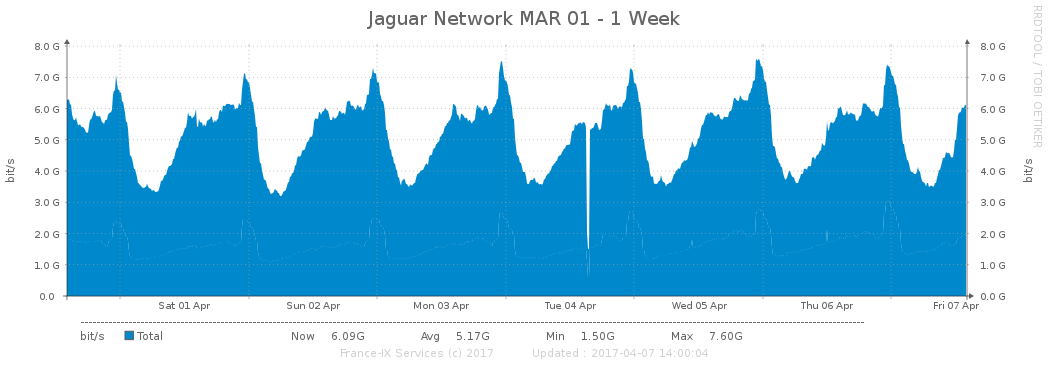 Jaguar Network MAR 01 - 1 Week
RRDTOOL / TOBI OETIKER
8.0 G 8.0 G
7.0 G 7.0 G
6.0 G 6.0 G
5.0 G 5.0 G
4.0 G 4.0 G
3.0 G 3.0 G
2.0 G 2.0 G
1.0 G 1.0 G
0.0 0.0 G
bit/s
bit/s
Sat 01 Apr Sun 02 Apr Mon 03 Apr Tue 04 Apr Wed 05 Apr Thu 06 Apr Fri 07 Apr
bit/s Total Now 6.09G Avg 5.17G Min 1.50G Max 7.60G
France-IX Services (c) 2017 Updated : 2017-04-07 14:00:04